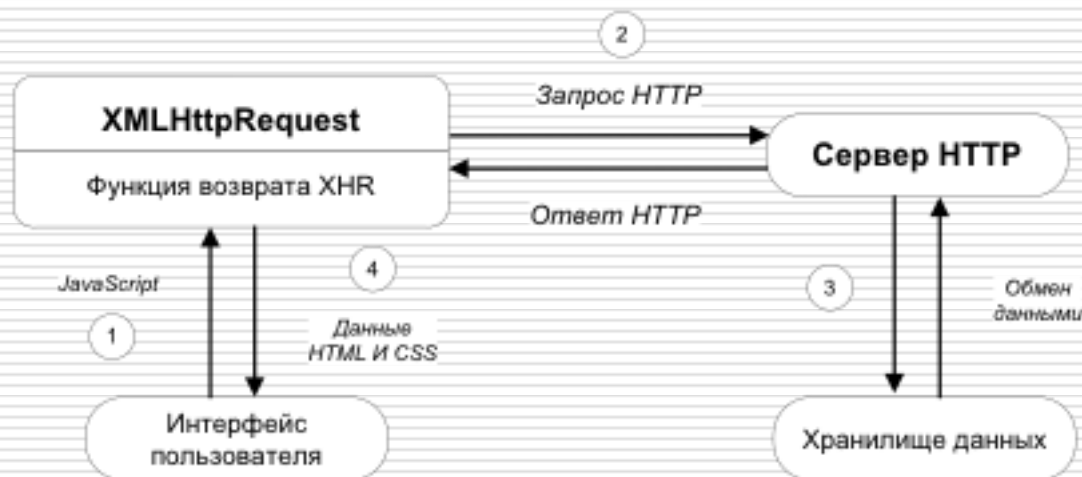 2
Запрос HTTP
XMLHttpRequest
Функция возврата XHR
Сервер HTTP
Ответ HTTP
JavaScript
4
3
Обмен
данными
1
Данные
HTML И CSS
Интерфейс
пользователя
Хранилище данных